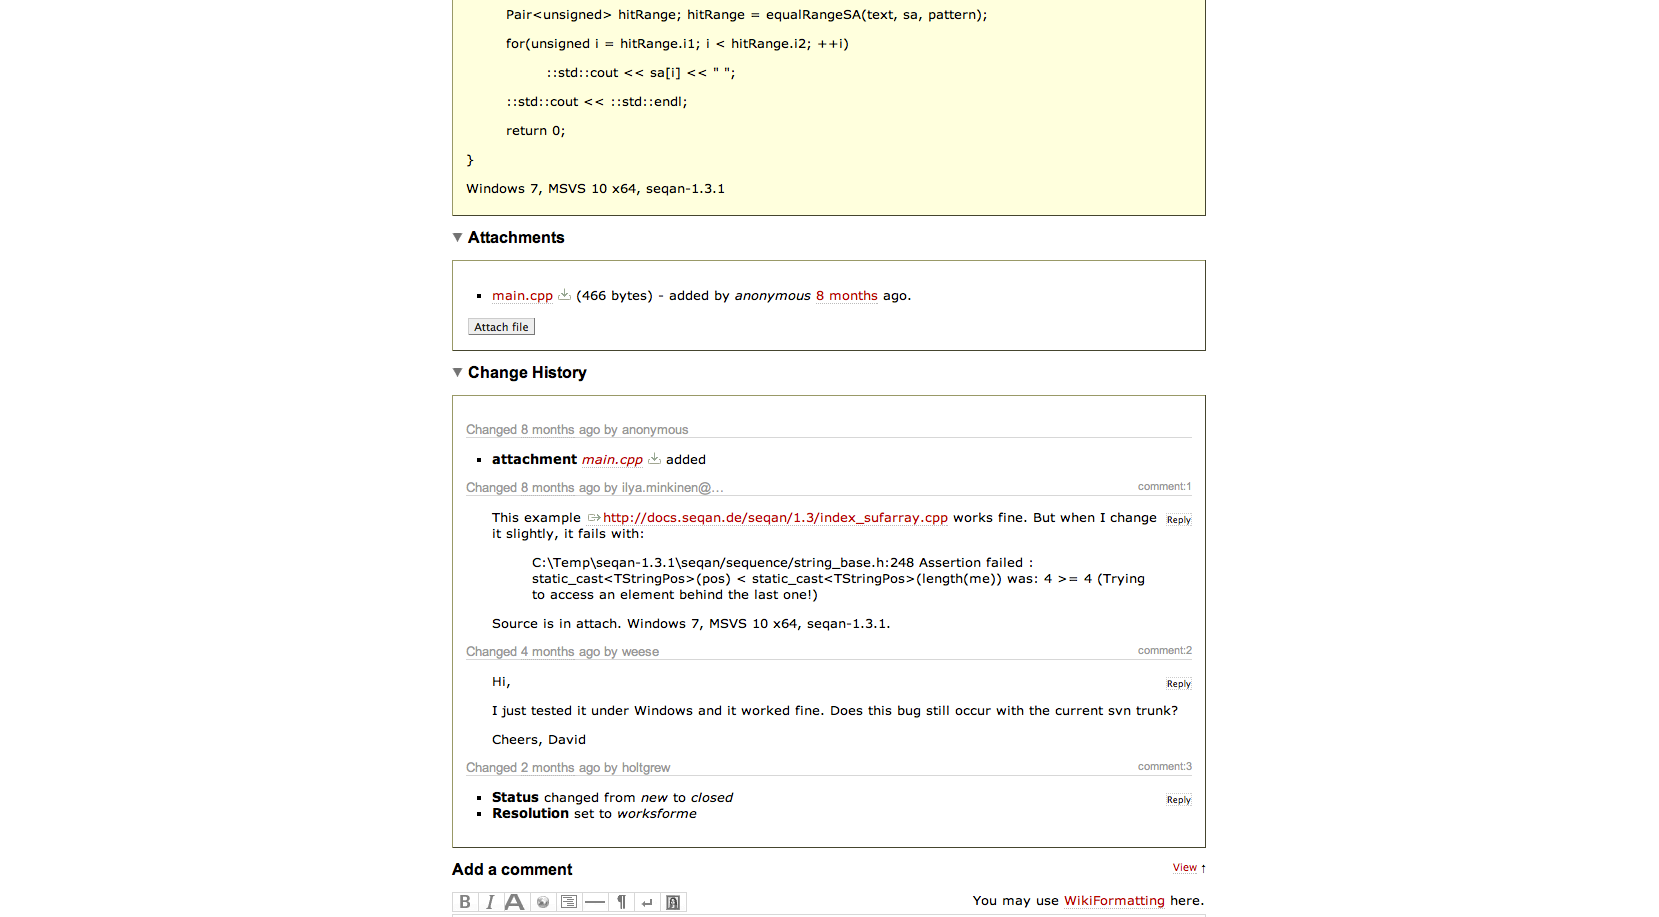 Pair<unsigned> hitRange; hitRange = equalRangeSA(text, sa, pattern);
for(unsigned i = hitRange.i1; i < hitRange.i2; ++i)
::std::cout << sa[i] << " ";
::std::cout << ::std::endl;
return 0;
}
Windows 7, MSVS 10 x64, seqan-1.3.1
Attachments
main.cpp (466 bytes) - added by anonymous 8 months ago.
Attach file
Change History
Changed 8 months ago by anonymous
attachment main.cpp added
Changed 8 months ago by ilya.minkinen@… comment:1
This example http://docs.seqan.de/seqan/1.3/index_sufarray.cpp works fine. But when I change Reply
it slightly, it fails with:
C:\Temp\seqan-1.3.1\seqan/sequence/string_base.h:248 Assertion failed :
static_cast<TStringPos>(pos) < static_cast<TStringPos>(length(me)) was: 4 >= 4 (Trying
to access an element behind the last one!)
Source is in attach. Windows 7, MSVS 10 x64, seqan-1.3.1.
Changed 4 months ago by weese comment:2
Hi, Reply
I just tested it under Windows and it worked fine. Does this bug still occur with the current svn trunk?
Cheers, David
Changed 2 months ago by holtgrew comment:3
Status changed from new to closed Reply
Resolution set to worksforme
Add a comment View ↑
B I A ¶ ↵ You may use WikiFormatting here.